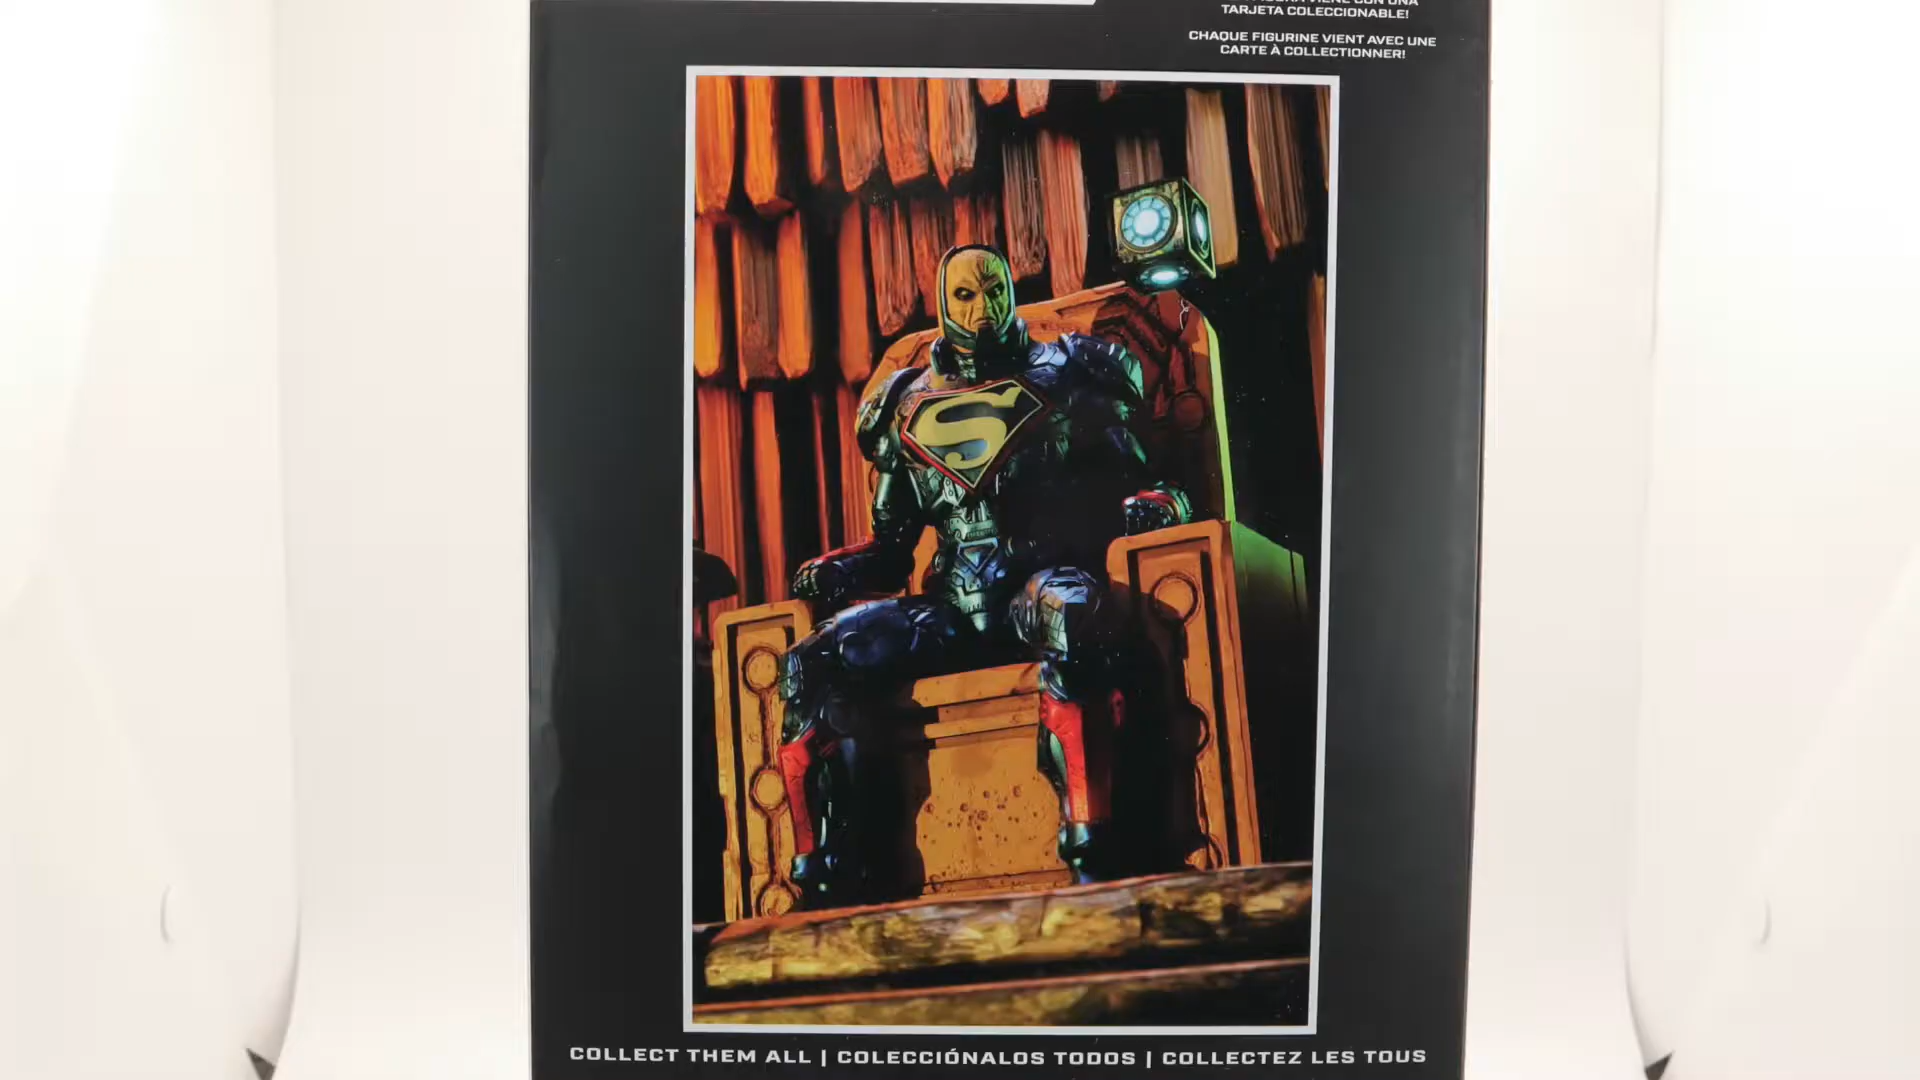 TARJETA COLECCIONABLE!
CHAQUE FIGURINE VIENT AVEC UNE
CARTE À COLLECTIONNER!
S
COLLECT THEM ALL | COLECCIÓNALOS TODOS | COLLECTEZ LES TOUS